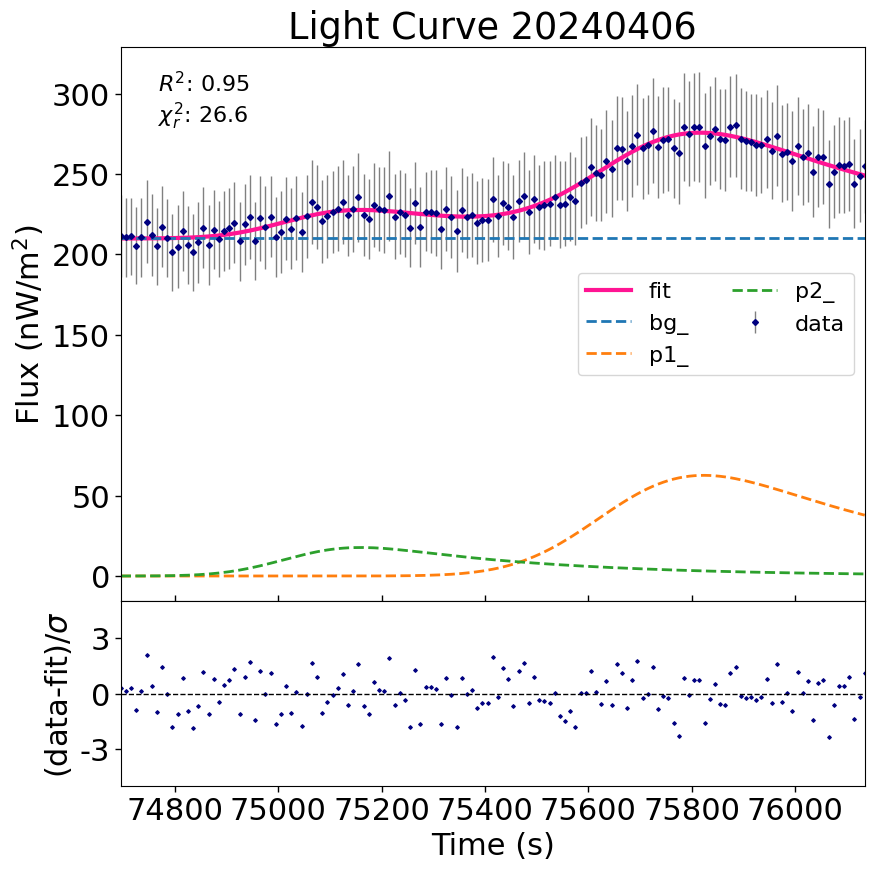 Light Curve 20240406
R²: 0.95
χ²ᵣ: 26.6
Flux (nW/m²)
300
250
200
150
100
50
0
fit
bg_
p1_
p2_
data
(data-fit)/σ
3
0
-3
74800 75000 75200 75400 75600 75800 76000
Time (s)